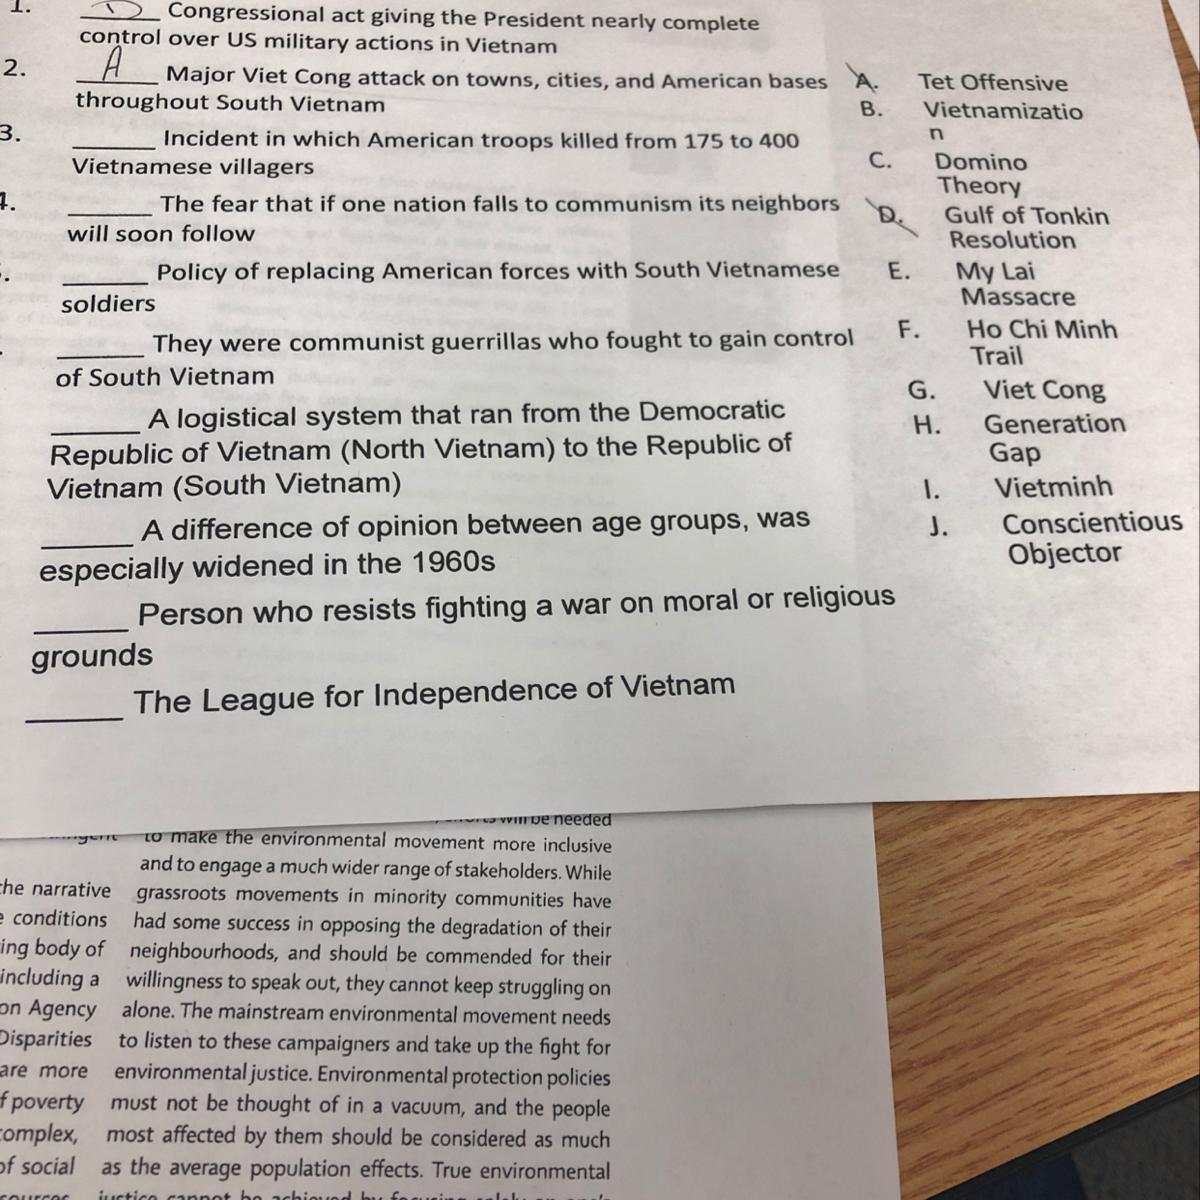 1. D Congressional act giving the President nearly complete
control over US military actions in Vietnam
2. A Major Viet Cong attack on towns, cities, and American bases
throughout South Vietnam
3. ______ Incident in which American troops killed from 175 to 400
Vietnamese villagers
4. ______ The fear that if one nation falls to communism its neighbors
will soon follow
______ Policy of replacing American forces with South Vietnamese
soldiers
______ They were communist guerrillas who fought to gain control
of South Vietnam
______ A logistical system that ran from the Democratic
Republic of Vietnam (North Vietnam) to the Republic of
Vietnam (South Vietnam)
______ A difference of opinion between age groups, was
especially widened in the 1960s
______ Person who resists fighting a war on moral or religious
grounds
______ The League for Independence of Vietnam
A. Tet Offensive
B. Vietnamizatio
n
C. Domino
Theory
D. Gulf of Tonkin
Resolution
E. My Lai
Massacre
F. Ho Chi Minh
Trail
G. Viet Cong
H. Generation
Gap
I. Vietminh
J. Conscientious
Objector
the narrative
conditions
ing body of
including a
on Agency
Disparities
are more
f poverty
complex,
of social
will be needed
to make the environmental movement more inclusive
and to engage a much wider range of stakeholders. While
grassroots movements in minority communities have
had some success in opposing the degradation of their
neighbourhoods, and should be commended for their
willingness to speak out, they cannot keep struggling on
alone. The mainstream environmental movement needs
to listen to these campaigners and take up the fight for
environmental justice. Environmental protection policies
must not be thought of in a vacuum, and the people
most affected by them should be considered as much
as the average population effects. True environmental